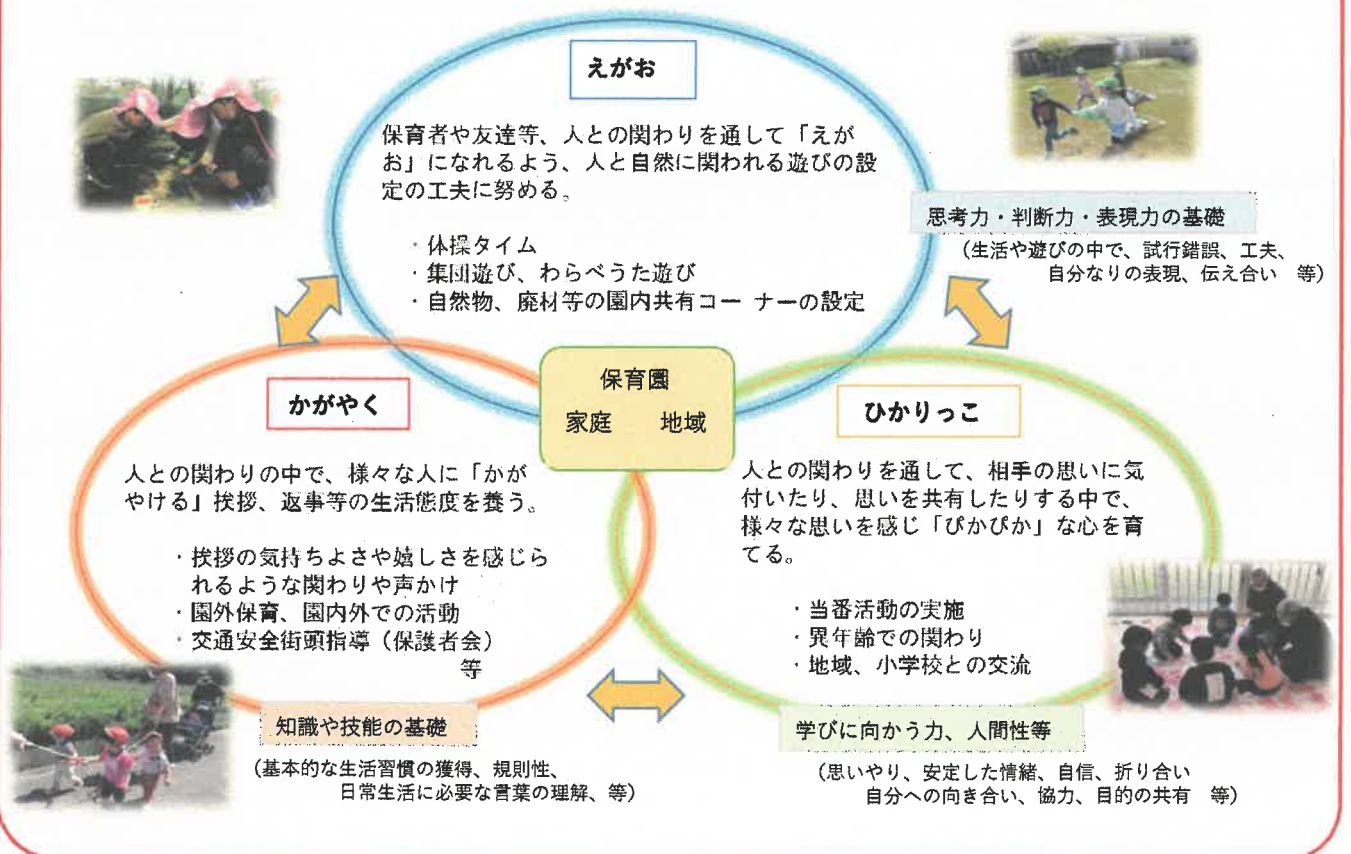 えがお
保育者や友達等、人との関わりを通して「えが
お」になれるよう、人と自然に関われる遊びの設
定の工夫に努める。
・体操タイム
・集団遊び、わらべうた遊び
・自然物、廃材等の園内共有コーナーの設定
思考力・判断力・表現力の基礎
(生活や遊びの中で、試行錯誤、工夫、
自分なりの表現、伝え合い 等)
保育園
家庭 地域
かがやく
人との関わりの中で、様々な人に「かが
やける」挨拶、返事等の生活態度を養う。
・挨拶の気持ちよさや嬉しさを感じら
れるような関わりや声かけ
・園外保育、園内外での活動
・交通安全街頭指導（保護者会）
等
知識や技能の基礎
(基本的な生活習慣の獲得、規則性、
日常生活に必要な言葉の理解、等)
ひかりっこ
人との関わりを通して、相手の思いに気
付いたり、思いを共有したりする中で、
様々な思いを感じ「ぴかぴか」な心を育
てる。
・当番活動の実施
・異年齢での関わり
・地域、小学校との交流
学びに向かう力、人間性等
(思いやり、安定した情緒、自信、折り合い
自分への向き合い、協力、目的の共有 等)